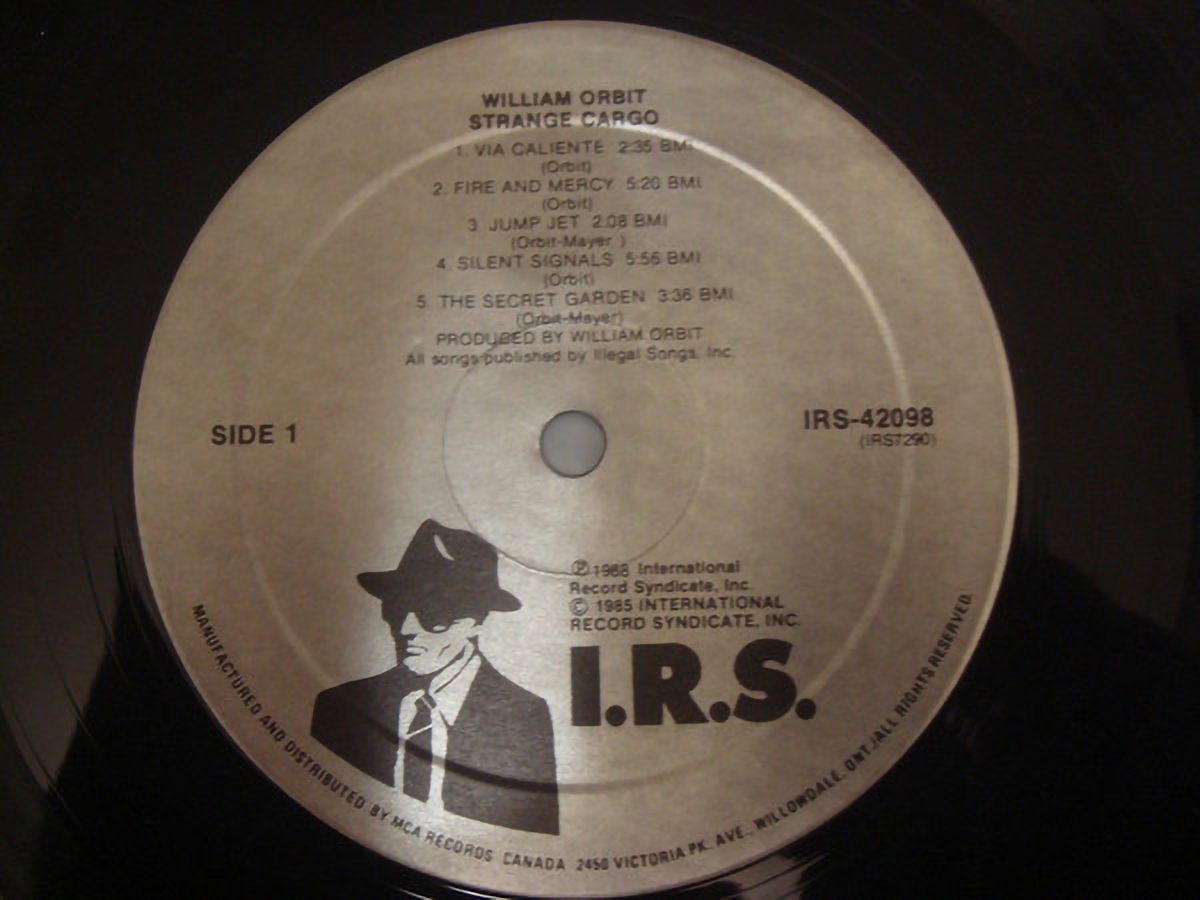 WILLIAM ORBIT
STRANGE CARGO
1. VIA CALIENTE 2:35 BMI
(Orbit)
2. FIRE AND MERCY 5:20 BMI
(Orbit)
3. JUMP JET 2:08 BMI
(Orbit-Mayer )
4. SILENT SIGNALS 5:56 BMI
(Orbit)
5. THE SECRET GARDEN 3:36 BMI
(Orbit-Mayer)
PRODUCED BY WILLIAM ORBIT
All songs published by Illegal Songs, Inc.
SIDE 1
IRS-42098
(IRS7290)
℗ 1988 International
Record Syndicate, Inc.
© 1985 INTERNATIONAL
RECORD SYNDICATE, INC.
I.R.S.
MANUFACTURED AND DISTRIBUTED BY MCA RECORDS CANADA 2450 VICTORIA PK. AVE., WILLOWDALE, ONT./ALL RIGHTS RESERVED.